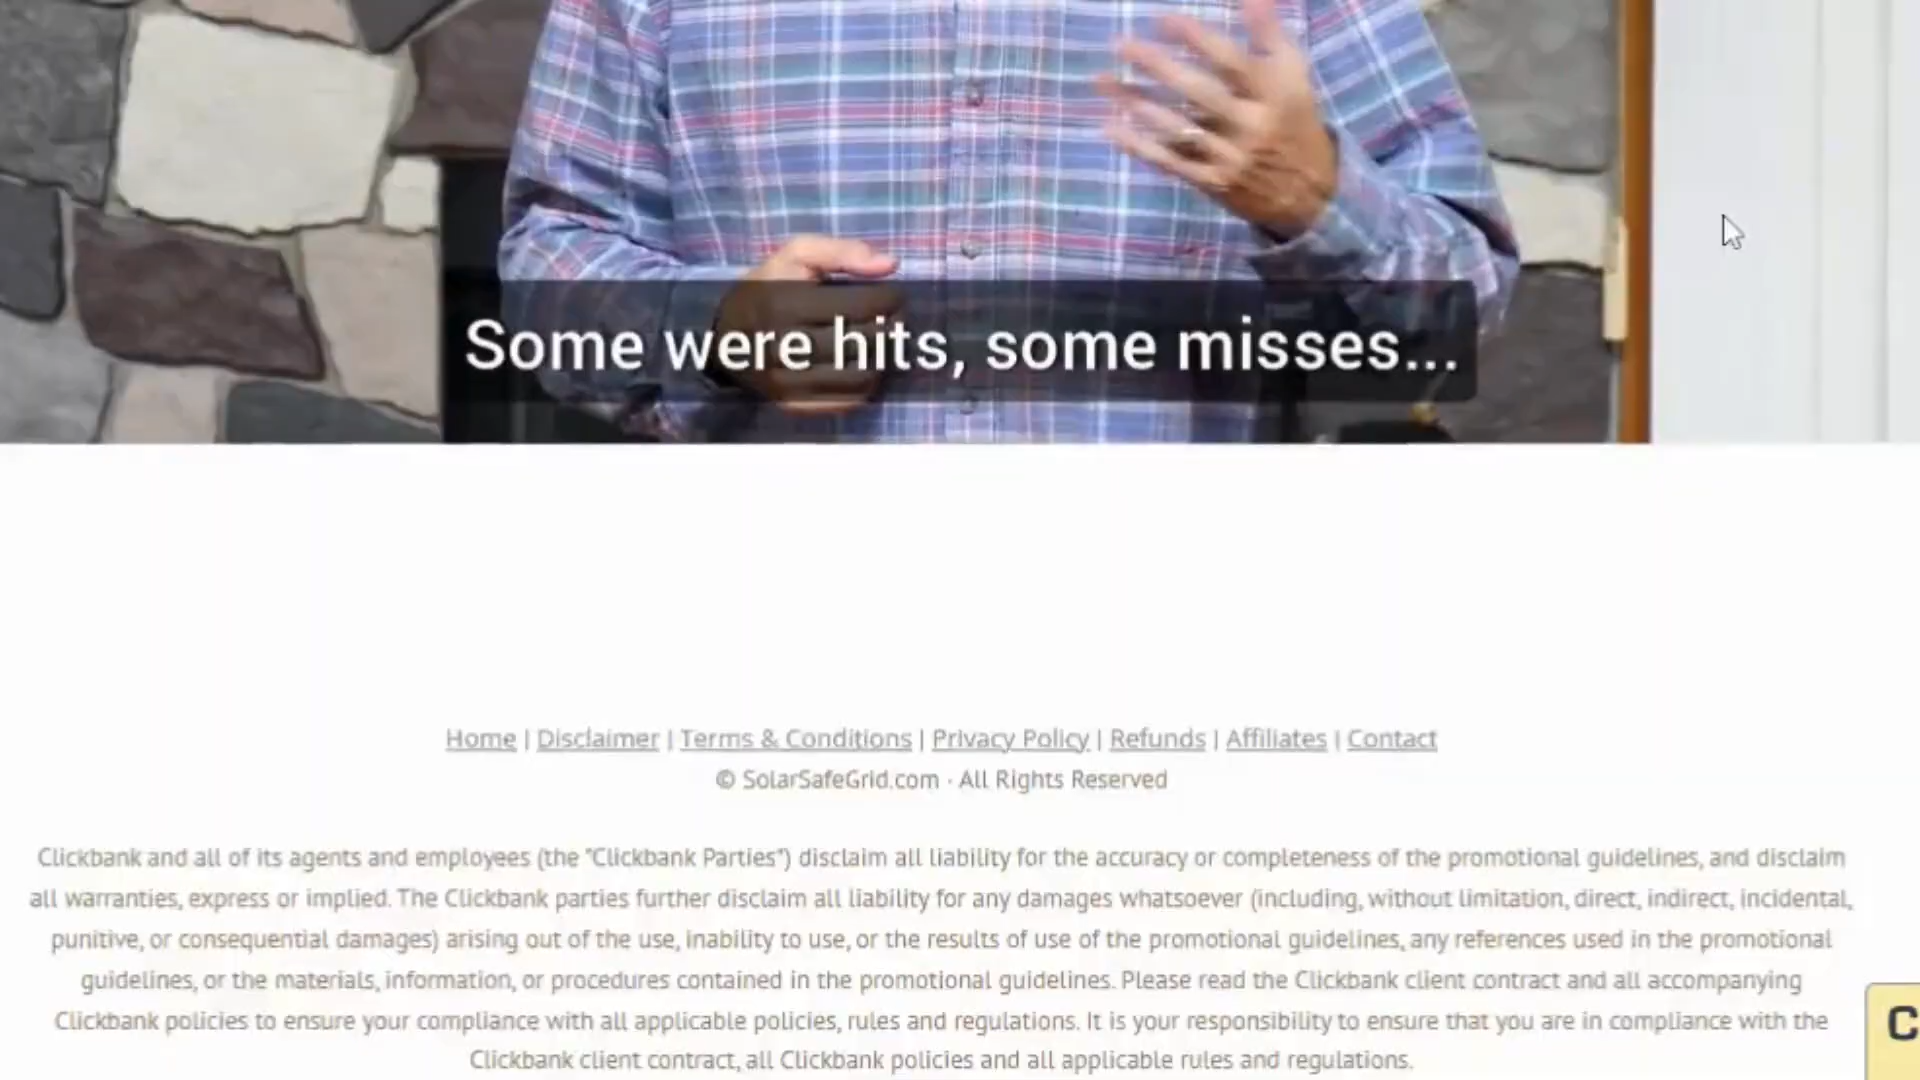 Some were hits, some misses...
Home | Disclaimer | Terms & Conditions | Privacy Policy | Refunds | Affiliates | Contact
© SolarSafeGrid.com · All Rights Reserved
Clickbank and all of its agents and employees (the "Clickbank Parties") disclaim all liability for the accuracy or completeness of the promotional guidelines, and disclaim
all warranties, express or implied. The Clickbank parties further disclaim all liability for any damages whatsoever (including, without limitation, direct, indirect, incidental,
punitive, or consequential damages) arising out of the use, inability to use, or the results of use of the promotional guidelines, any references used in the promotional
guidelines, or the materials, information, or procedures contained in the promotional guidelines. Please read the Clickbank client contract and all accompanying
Clickbank policies to ensure your compliance with all applicable policies, rules and regulations. It is your responsibility to ensure that you are in compliance with the
Clickbank client contract, all Clickbank policies and all applicable rules and regulations.